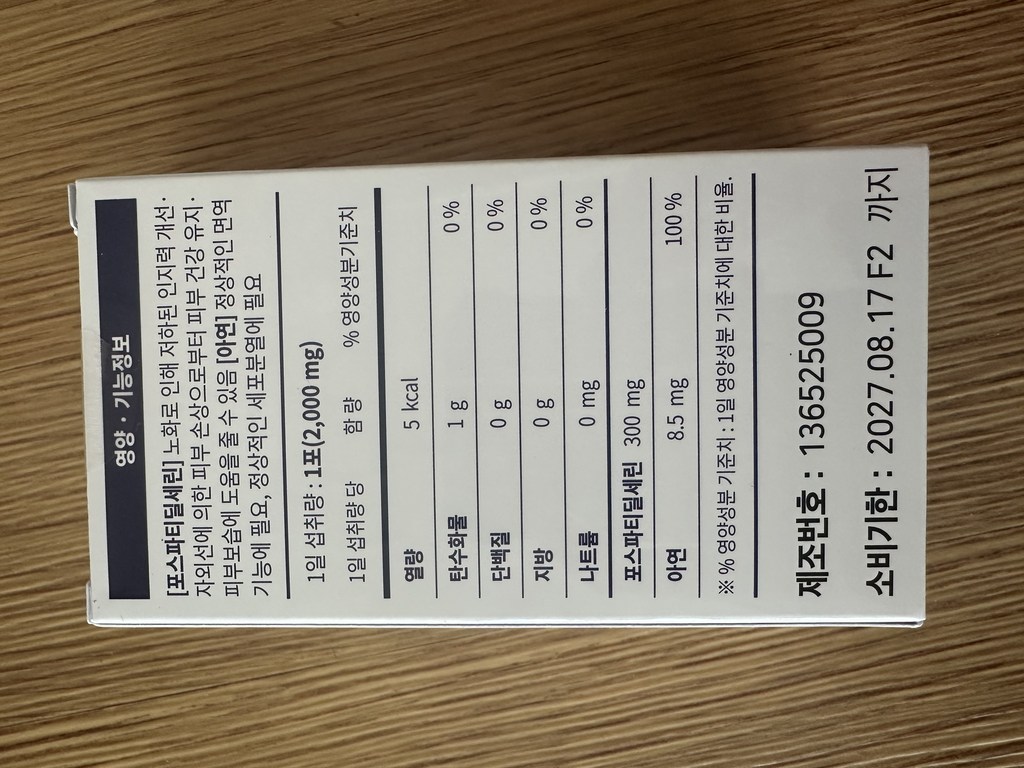 영양 · 기능정보
[포스파티딜세린] 노화로 인해 저하된 인지력 개선·
자외선에 의한 피부 손상으로부터 피부 건강 유지·
피부보습에 도움을 줄 수 있음 [아연] 정상적인 면역
기능에 필요, 정상적인 세포분열에 필요
1일 섭취량 : 1포(2,000 mg)
1일 섭취량당 함 량 % 영양성분기준치
열량 5 kcal
탄수화물 1 g 0 %
단백질 0 g 0 %
지방 0 g 0 %
나트륨 0 mg 0 %
포스파티딜세린 300 mg
아연 8.5 mg 100 %
※ % 영양성분 기준치 : 1일 영양성분 기준치에 대한 비율.
제조번호 : 136525009
소비기한 : 2027.08.17 F2 까지